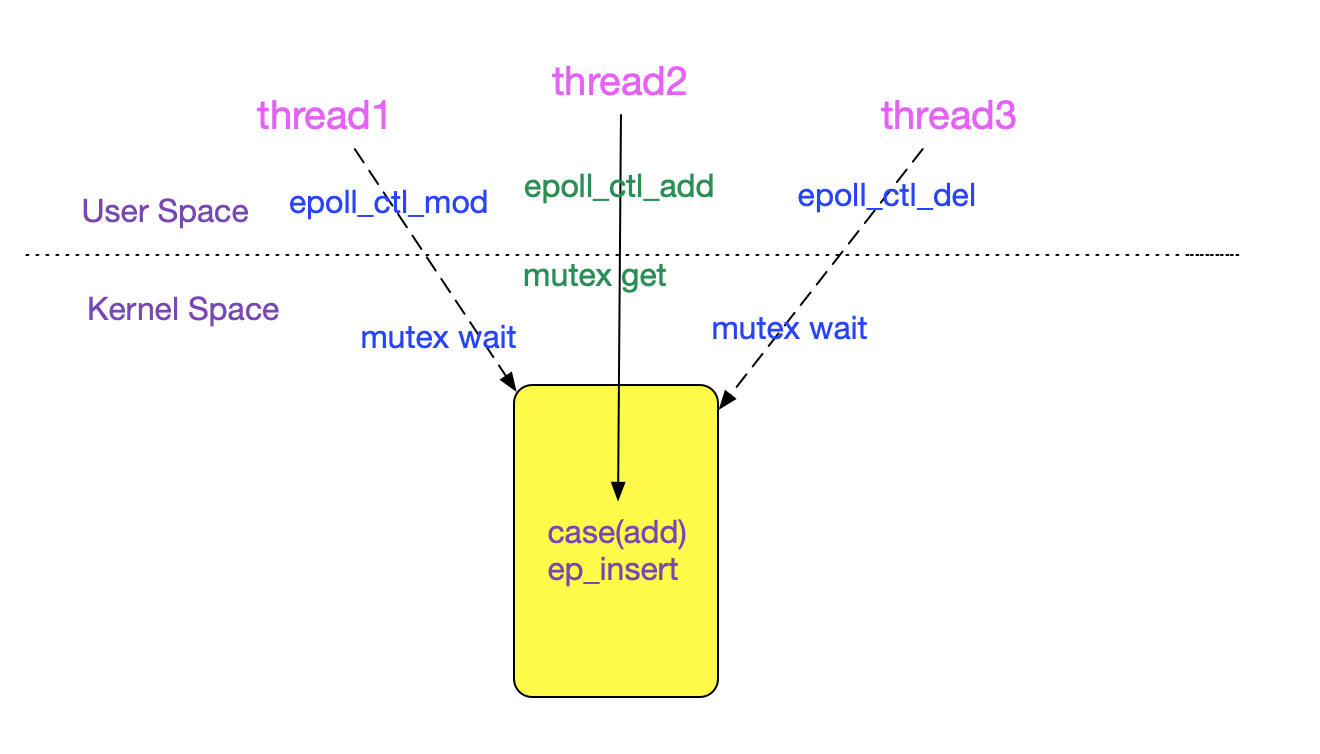 thread2
thread1
thread3
epoll_ctl_add
epoll_ctl_mod
epoll_ctl_del
User Space
mutex get
Kernel Space
mutex wait
mutex wait
case(add)
ep_insert